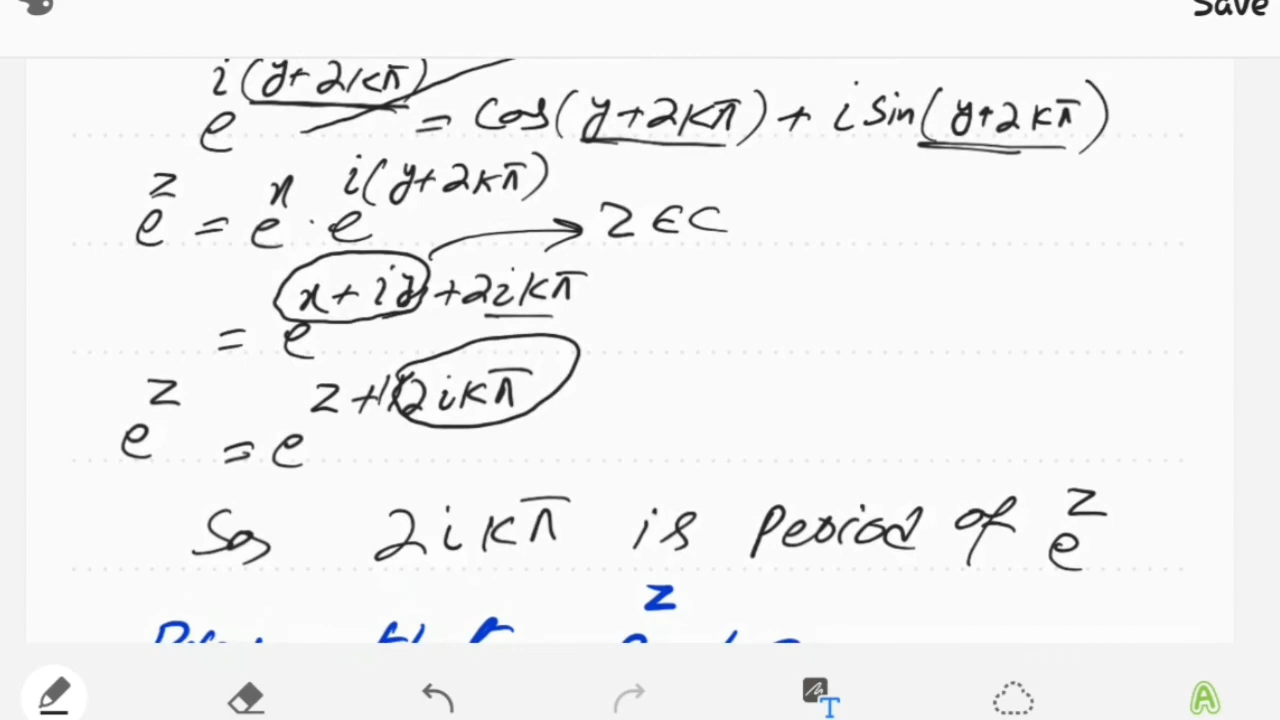 Save
e^{i(y+2kπ)} = Cos(y+2kπ) + i Sin(y+2kπ)
e^z = e^x · e^{i(y+2kπ)} → z ∈ C
= e^{x+iy+2ikπ}
e^z = e^{z+2ikπ}
So, 2ikπ is Period of e^z
z
T
A